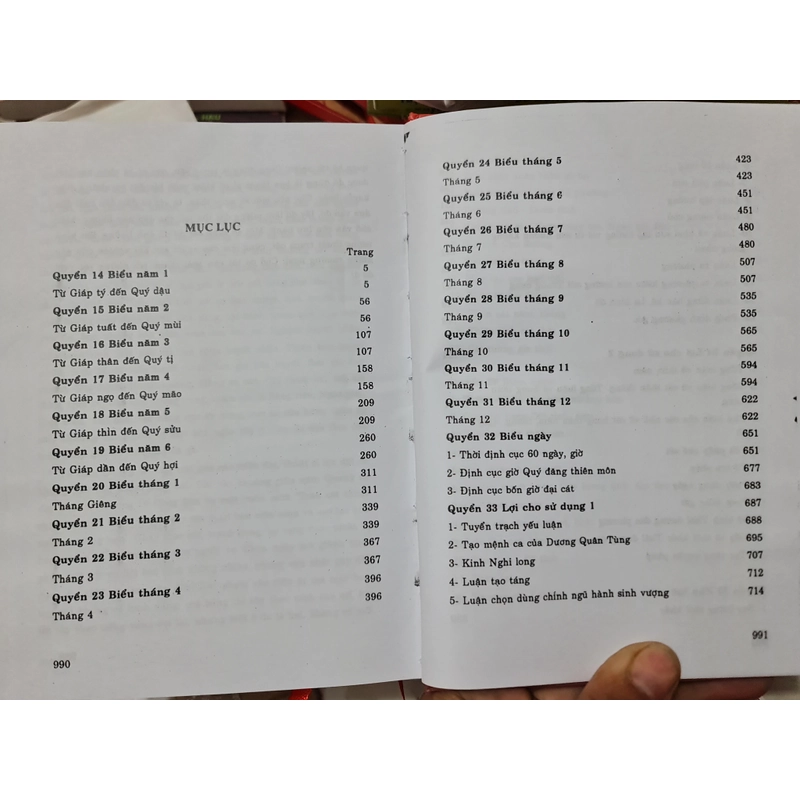 MỤC LỤC
Trang
Quyển 14 Biểu năm 1 5
Từ Giáp tý đến Quý dậu 5
Quyển 15 Biểu năm 2 56
Từ Giáp tuất đến Quý mùi 56
Quyển 16 Biểu năm 3 107
Từ Giáp thân đến Quý tị 107
Quyển 17 Biểu năm 4 158
Từ Giáp ngọ đến Quý mão 158
Quyển 18 Biểu năm 5 209
Từ Giáp thìn đến Quý sửu 209
Quyển 19 Biểu năm 6 260
Từ Giáp dần đến Quý hợi 260
Quyển 20 Biểu tháng 1 311
Tháng Giêng 311
Quyển 21 Biểu tháng 2 339
Tháng 2 339
Quyển 22 Biểu tháng 3 367
Tháng 3 367
Quyển 23 Biểu tháng 4 396
Tháng 4 396
990
Quyển 24 Biểu tháng 5 423
Tháng 5 423
Quyển 25 Biểu tháng 6 451
Tháng 6 451
Quyển 26 Biểu tháng 7 480
Tháng 7 480
Quyển 27 Biểu tháng 8 507
Tháng 8 507
Quyển 28 Biểu tháng 9 535
Tháng 9 535
Quyển 29 Biểu tháng 10 565
Tháng 10 565
Quyển 30 Biểu tháng 11 594
Tháng 11 594
Quyển 31 Biểu tháng 12 622
Tháng 12 622
Quyển 32 Biểu ngày 651
1- Thời định cục 60 ngày, giờ 651
2- Định cục giờ Quý đăng thiên môn 677
3- Định cục bốn giờ đại cát 683
Quyển 33 Lợi cho sử dụng 1 687
1- Tuyển trạch yếu luận 688
2- Tạo mệnh ca của Dương Quân Tùng 695
3- Kinh Nghi long 707
4- Luận tạo táng 712
5- Luận chọn dùng chính ngũ hành sinh vượng 714
991